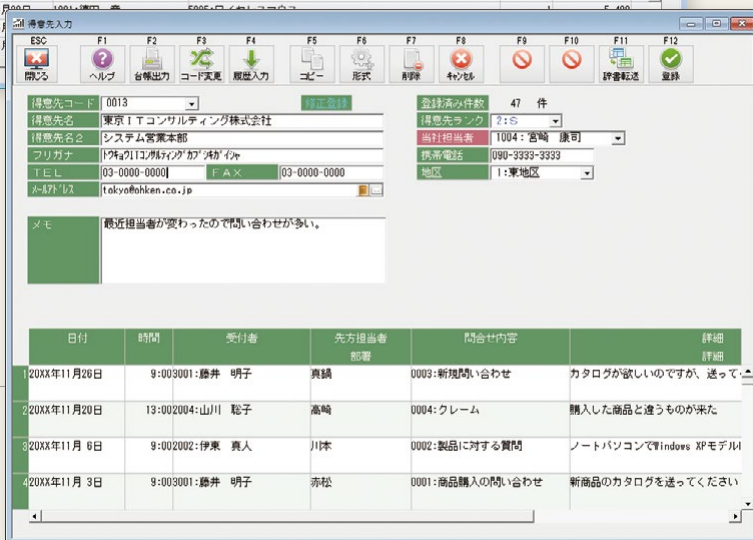 得意先入力
ESC F1 F2 F3 F4 F5 F6 F7 F8 F9 F10 F11 F12
閉じる ヘルプ 台帳出力 コード変更 履歴入力 コピー 形式 削除 キャンセル 辞書転送 登録
得意先コード 0013 修正登録 登録済み件数 47 件
得意先名 東京ITコンサルティング株式会社 得意先ランク 2:S
得意先名2 システム営業本部 当社担当者 1004:宮崎 康司
フリガナ ﾄｳｷｮｳITｺﾝｻﾙﾃｨﾝｸﾞｶﾌﾞｼｷｶﾞｲｼｬ 携帯電話 090-3333-3333
TEL 03-0000-0000 FAX 03-0000-0000 地区 1:東地区
ﾒｰﾙｱﾄﾞﾚｽ tokyo@ohken.co.jp
メモ 最近担当者が変わったので問い合わせが多い。
日付 時間 受付者 先方担当者 問合せ内容 詳細
部署 詳細
1 20XX年11月26日 9:00 3001:藤井 明子 真鍋 0003:新規問い合わせ カタログが欲しいのですが、送って
2 20XX年11月20日 13:00 2004:山川 聡子 高崎 0004:クレーム 購入した商品と違うものが来た
3 20XX年11月 6日 9:00 2002:伊東 真人 川本 0002:製品に対する質問 ノートパソコンでWindows XPモデル
4 20XX年11月 3日 9:00 3001:藤井 明子 赤松 0001:商品購入の問い合わせ 新商品のカタログを送ってください